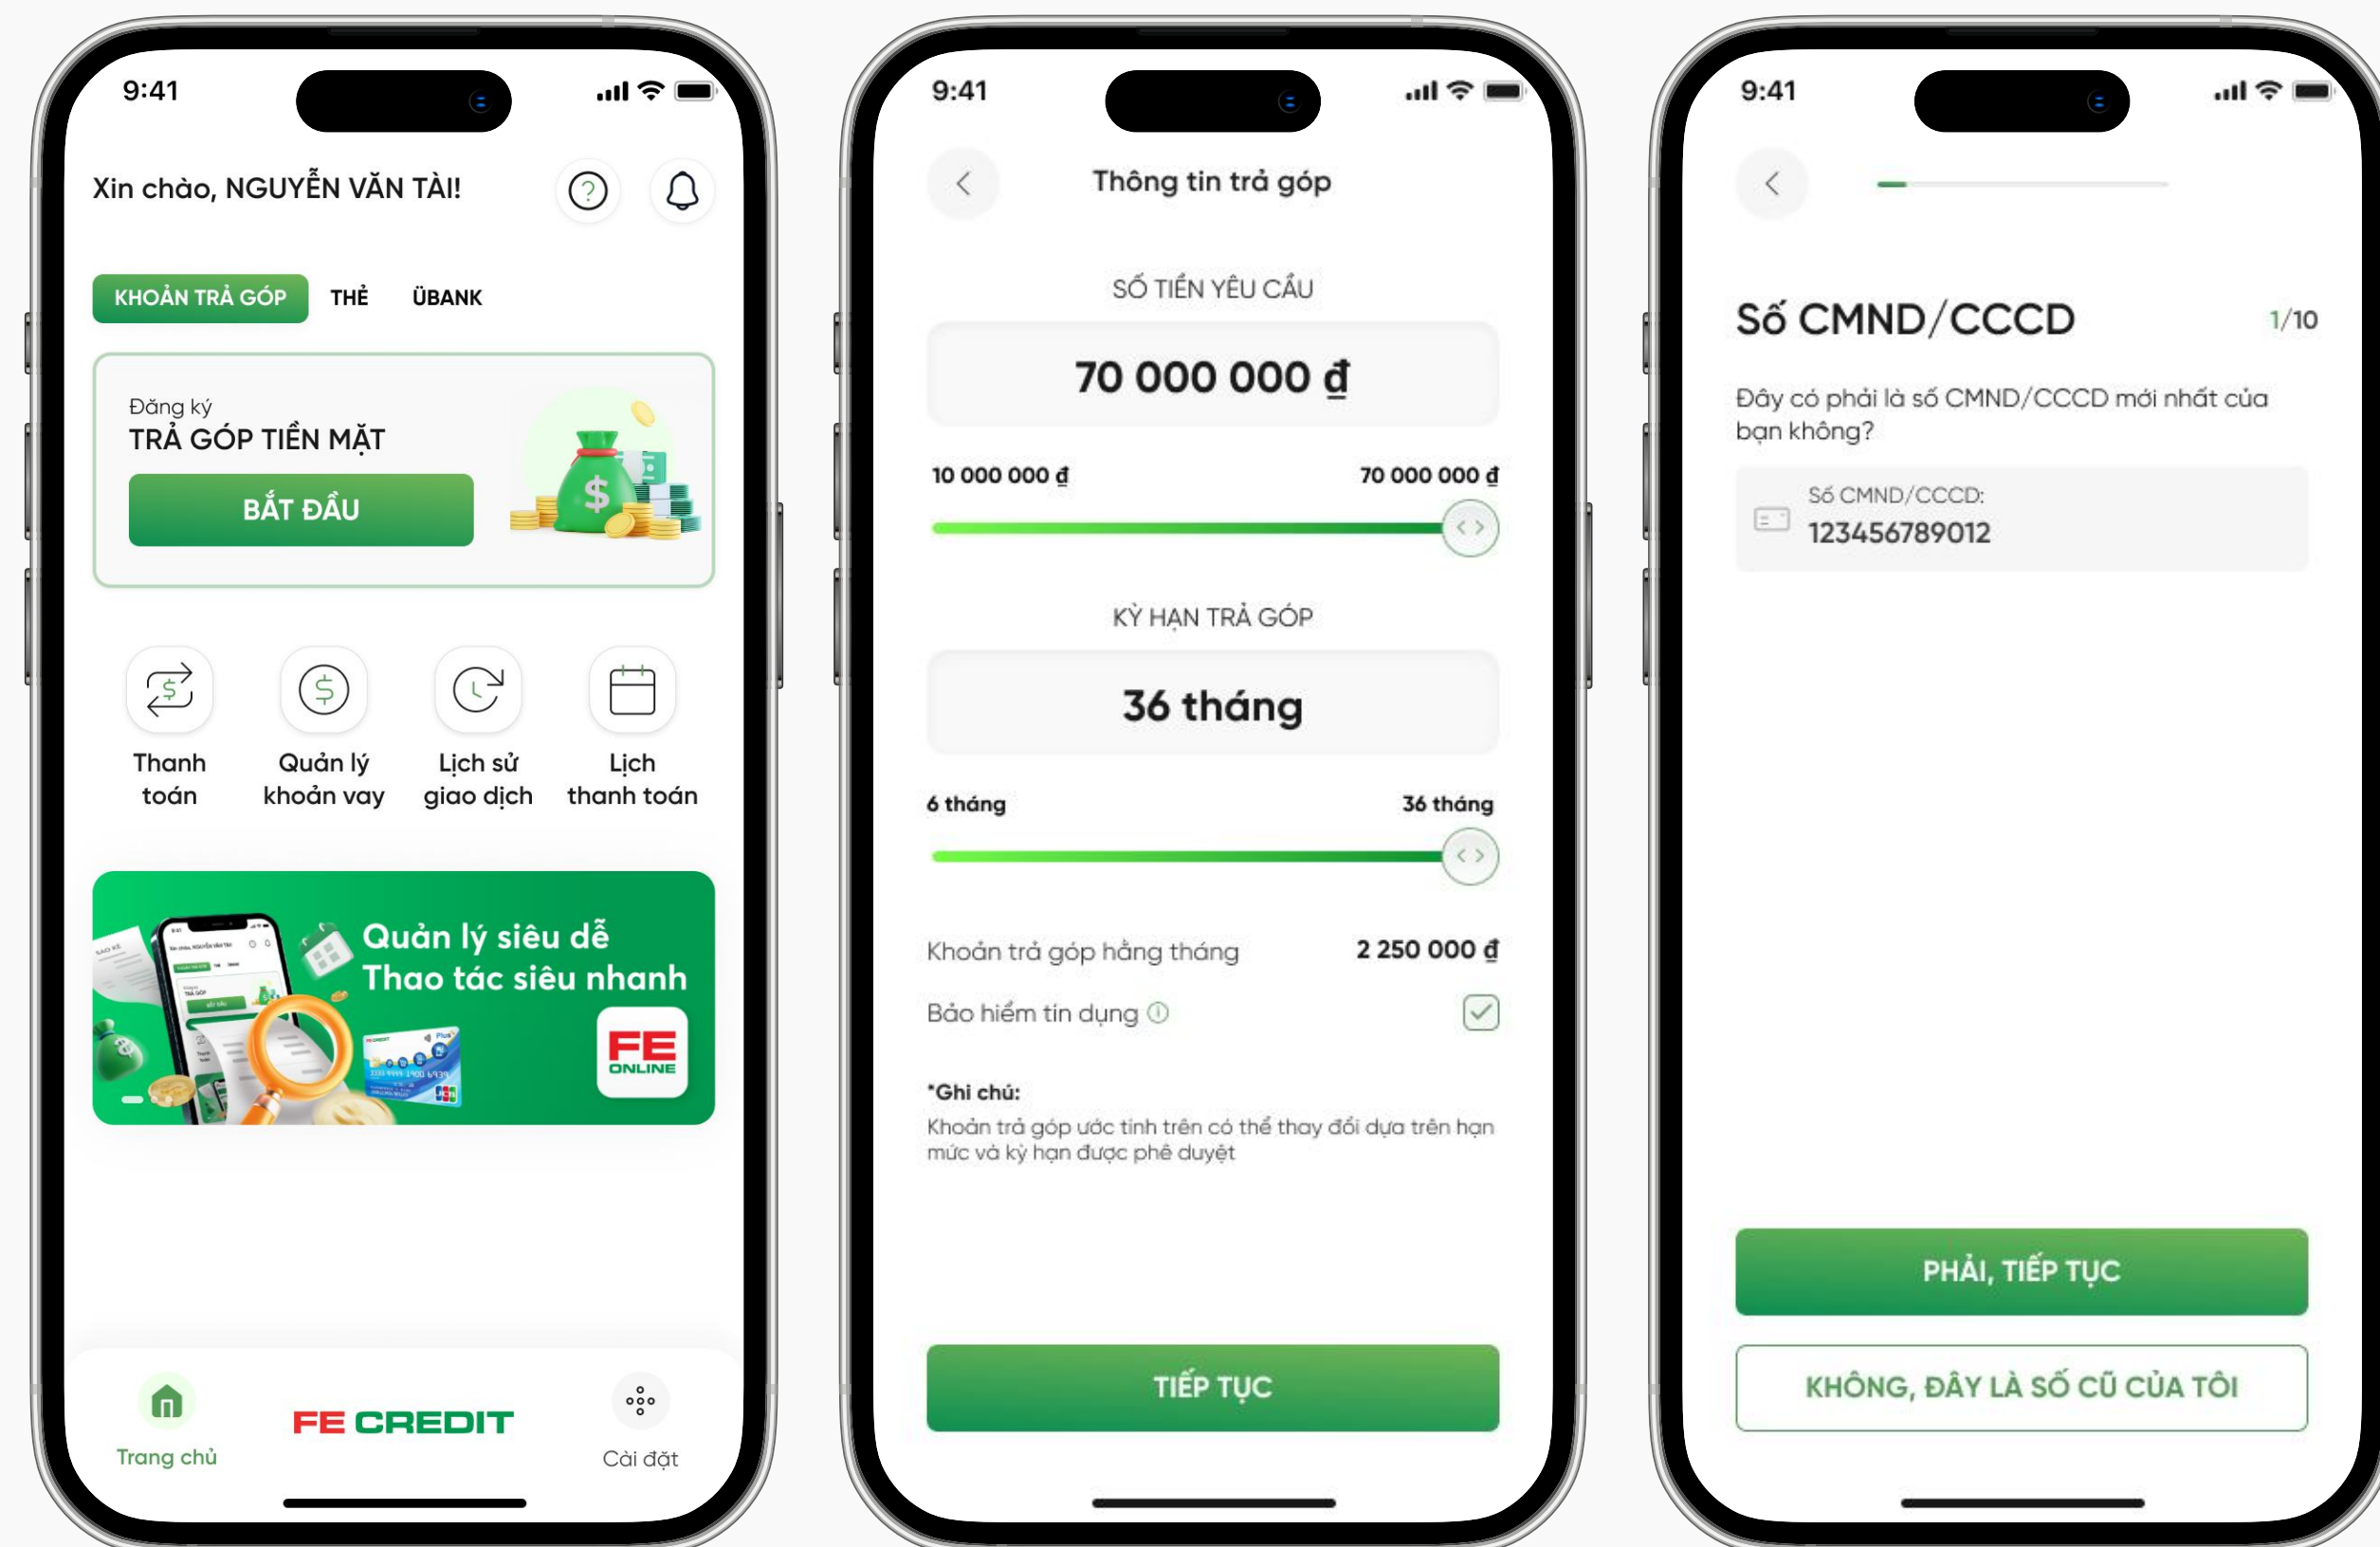 9:41
Xin chào, NGUYỄN VĂN TÀI!
KHOẢN TRẢ GÓP THẺ ÜBANK
Đăng ký
TRẢ GÓP TIỀN MẶT
BẮT ĐẦU
Thanh toán
Quản lý khoản vay
Lịch sử giao dịch
Lịch thanh toán
Quản lý siêu dễ
Thao tác siêu nhanh
FE
ONLINE
Trang chủ
FE CREDIT
Cài đặt
9:41
Thông tin trả góp
SỐ TIỀN YÊU CẦU
70 000 000 ₫
10 000 000 ₫ 70 000 000 ₫
KỲ HẠN TRẢ GÓP
36 tháng
6 tháng 36 tháng
Khoản trả góp hằng tháng 2 250 000 ₫
Bảo hiểm tín dụng
*Ghi chú:
Khoản trả góp ước tính trên có thể thay đổi dựa trên hạn
mức và kỳ hạn được phê duyệt
TIẾP TỤC
9:41
Số CMND/CCCD 1/10
Đây có phải là số CMND/CCCD mới nhất của
bạn không?
Số CMND/CCCD:
123456789012
PHẢI, TIẾP TỤC
KHÔNG, ĐÂY LÀ SỐ CŨ CỦA TÔI